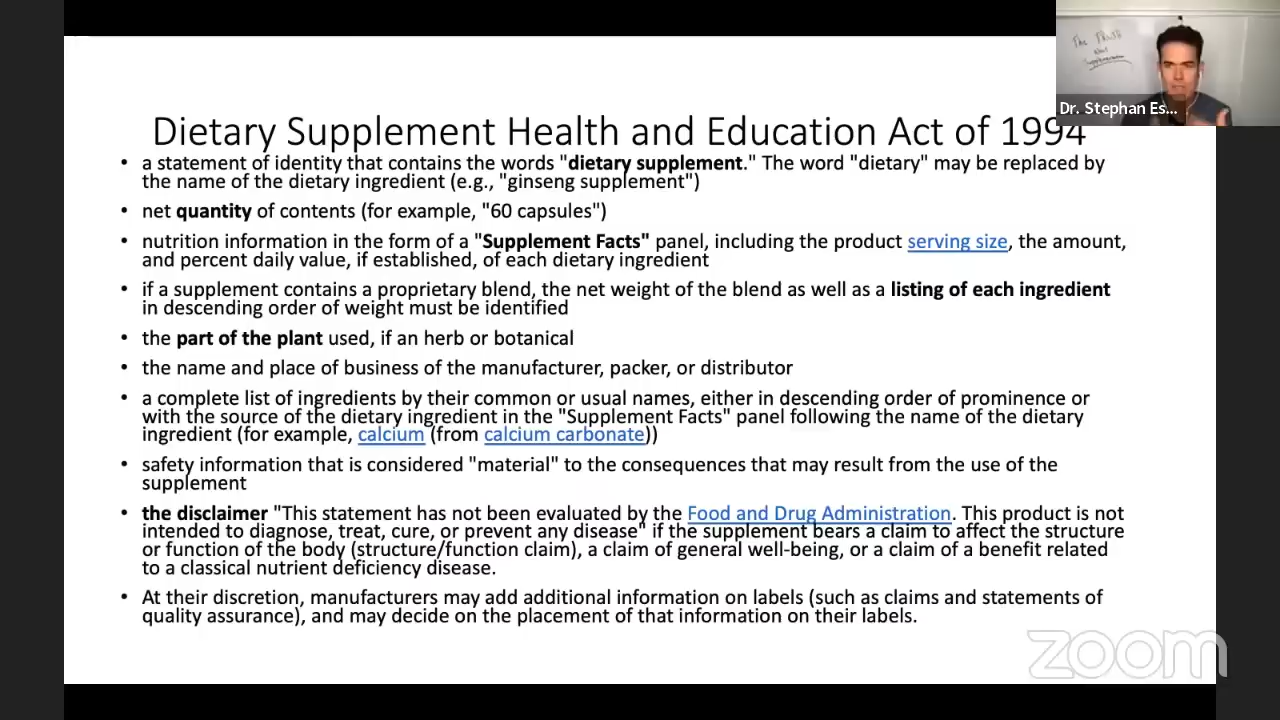 The TRUTH
About
Supplementation
Dr. Stephan Es...
Dietary Supplement Health and Education Act of 1994
• a statement of identity that contains the words "dietary supplement." The word "dietary" may be replaced by
the name of the dietary ingredient (e.g., "ginseng supplement")
• net quantity of contents (for example, "60 capsules")
• nutrition information in the form of a "Supplement Facts" panel, including the product serving size, the amount,
and percent daily value, if established, of each dietary ingredient
• if a supplement contains a proprietary blend, the net weight of the blend as well as a listing of each ingredient
in descending order of weight must be identified
• the part of the plant used, if an herb or botanical
• the name and place of business of the manufacturer, packer, or distributor
• a complete list of ingredients by their common or usual names, either in descending order of prominence or
with the source of the dietary ingredient in the "Supplement Facts" panel following the name of the dietary
ingredient (for example, calcium (from calcium carbonate))
• safety information that is considered "material" to the consequences that may result from the use of the
supplement
• the disclaimer "This statement has not been evaluated by the Food and Drug Administration. This product is not
intended to diagnose, treat, cure, or prevent any disease" if the supplement bears a claim to affect the structure
or function of the body (structure/function claim), a claim of general well-being, or a claim of a benefit related
to a classical nutrient deficiency disease.
• At their discretion, manufacturers may add additional information on labels (such as claims and statements of
quality assurance), and may decide on the placement of that information on their labels.
zoom